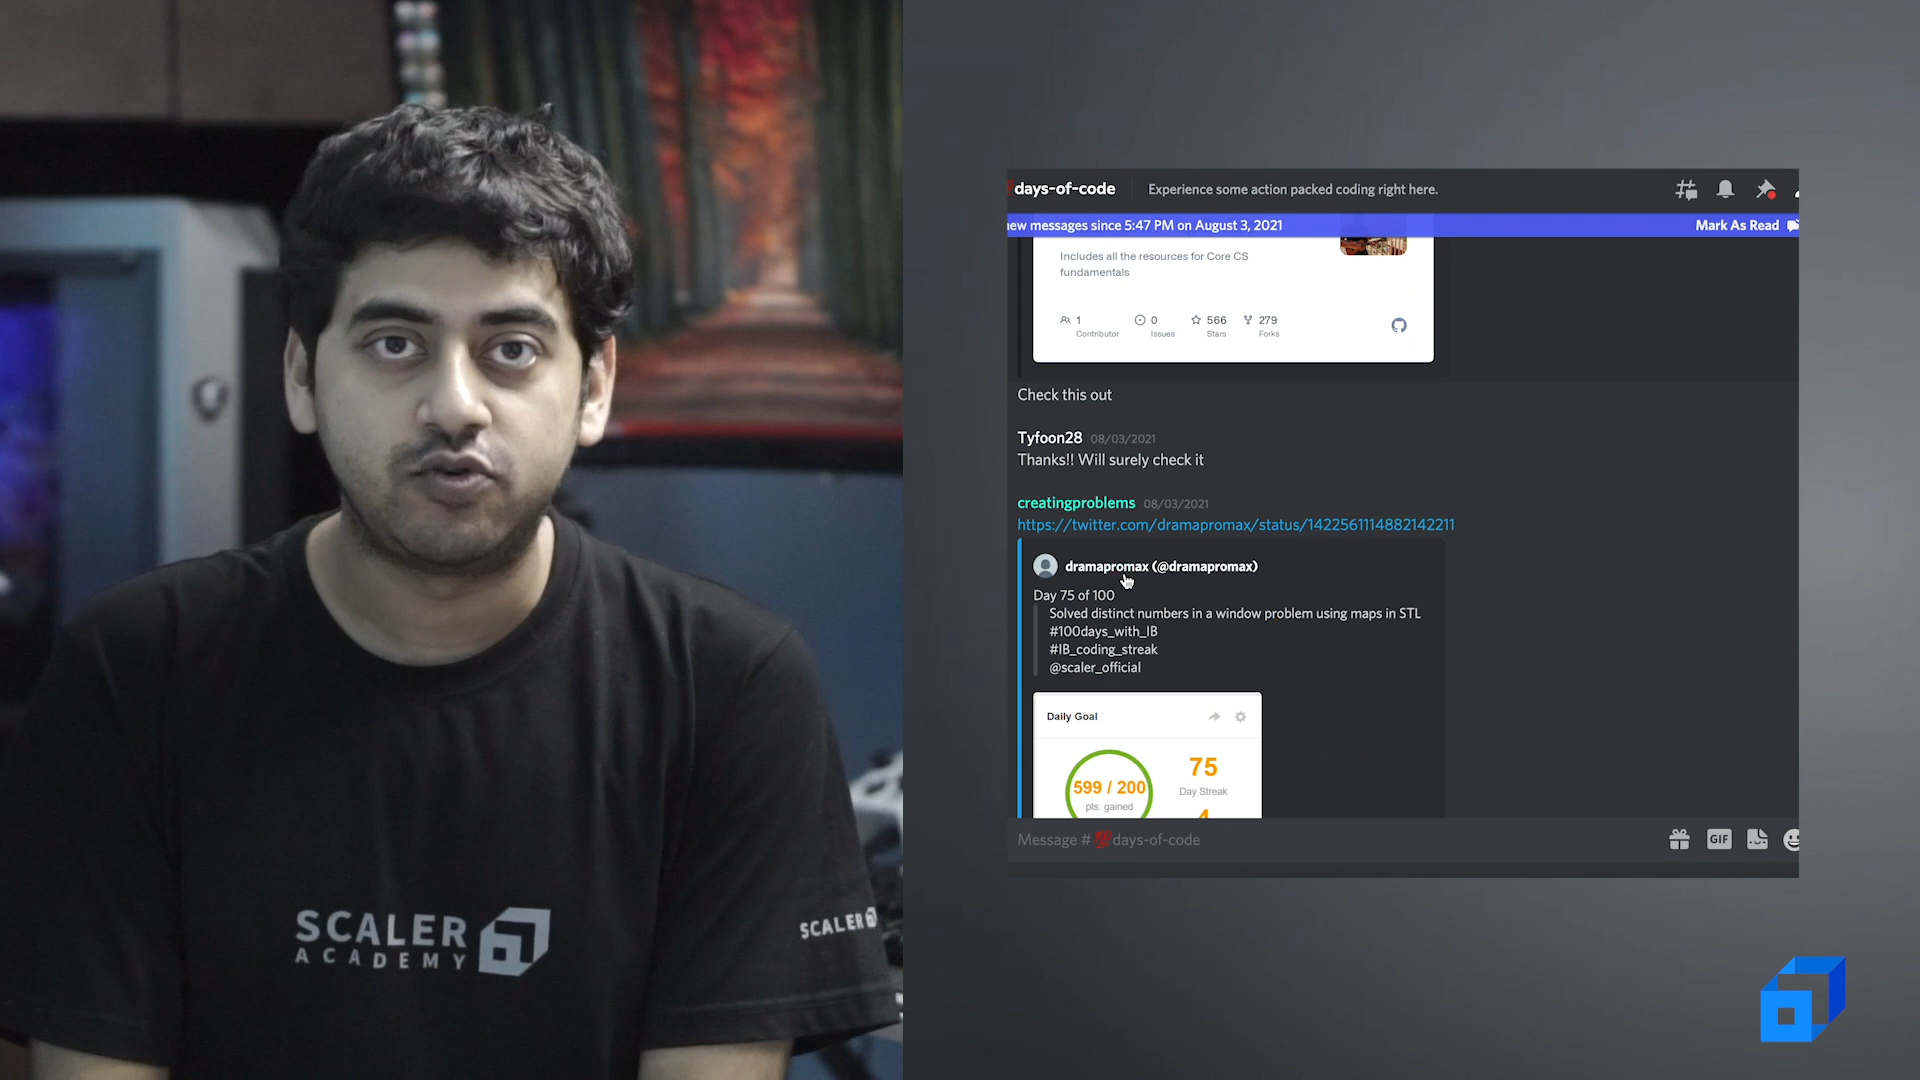 days-of-code
Experience some action packed coding right here.
new messages since 5:47 PM on August 3, 2021
Mark As Read
Includes all the resources for Core CS
fundamentals
1
Contributor
0
Issues
566
Stars
279
Forks
Check this out
Tyfoon28 08/03/2021
Thanks!! Will surely check it
creatingproblems 08/03/2021
https://twitter.com/dramapromax/status/1422561114882142211
dramapromax (@dramapromax)
Day 75 of 100
Solved distinct numbers in a window problem using maps in STL
#100days_with_IB
#IB_coding_streak
@scaler_official
Daily Goal
599 / 200
pts. gained
75
Day Streak
Message # 💯days-of-code
GIF
SCALER
ACADEMY
SCALER